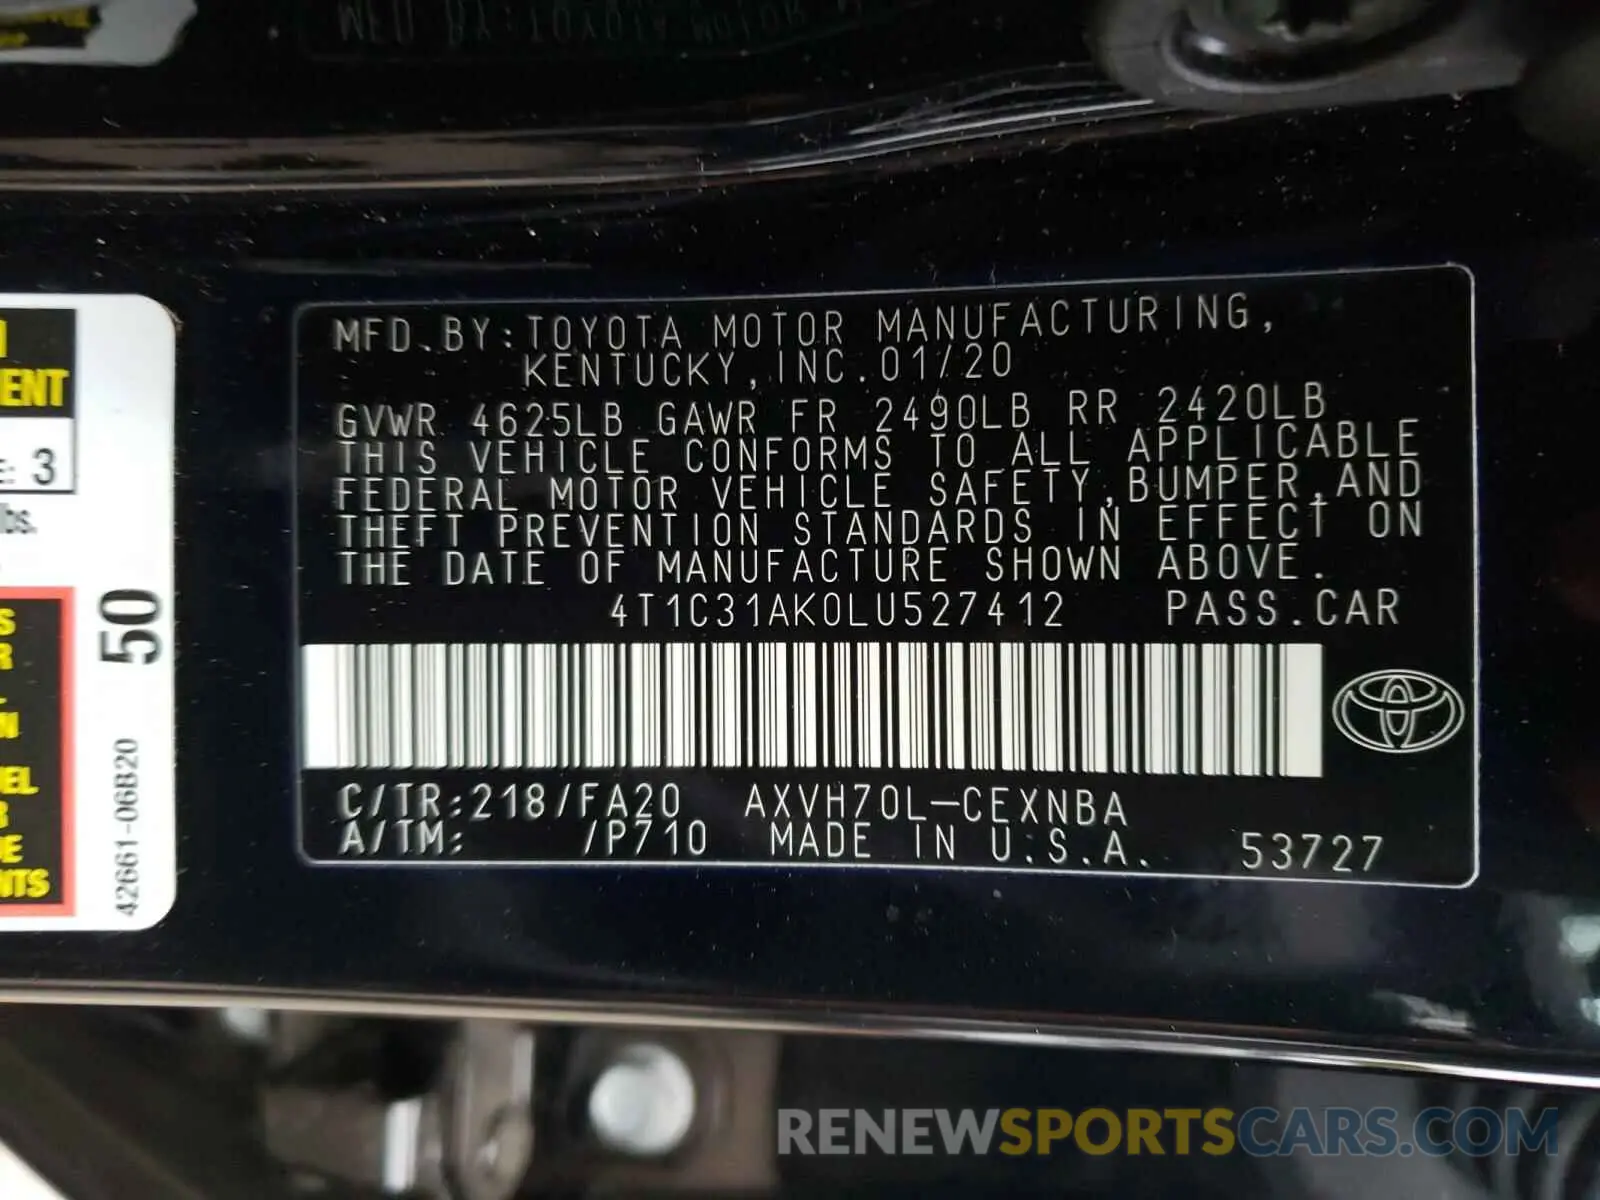 MFD. BY: TOYOTA MOTOR MANUFACTURING,
KENTUCKY, INC. 01/20
GVWR 4625LB GAWR FR 2490LB RR 2420LB
THIS VEHICLE CONFORMS TO ALL APPLICABLE
FEDERAL MOTOR VEHICLE SAFETY, BUMPER, AND
THEFT PREVENTION STANDARDS IN EFFECT ON
THE DATE OF MANUFACTURE SHOWN ABOVE.
4T1C31AK0LU527412 PASS. CAR
C/TR: 218/FA20 AXVH70L-CEXNBA
A/TM: /P710 MADE IN U.S.A. 53727
3
lbs.
50
42661-06B20
RENEWSPORTSCARS.COM